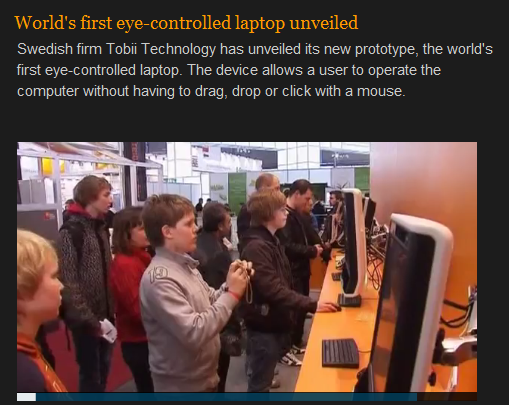 World's first eye-controlled laptop unveiled
Swedish firm Tobii Technology has unveiled its new prototype, the world's
first eye-controlled laptop. The device allows a user to operate the
computer without having to drag, drop or click with a mouse.